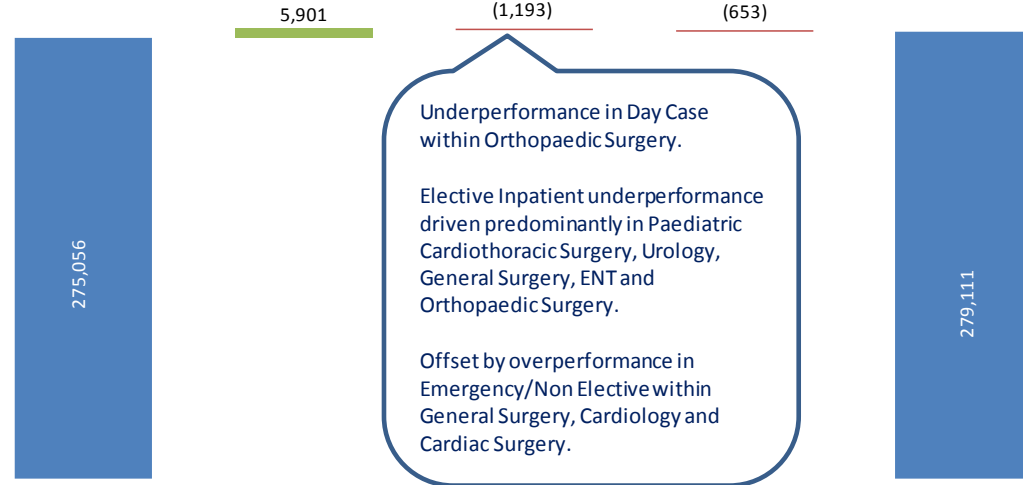 5,901
(1,193)
(653)
275,056
Underperformance in Day Case
within Orthopaedic Surgery.
Elective Inpatient underperformance
driven predominantly in Paediatric
Cardiothoracic Surgery, Urology,
General Surgery, ENT and
Orthopaedic Surgery.
Offset by overperformance in
Emergency/Non Elective within
General Surgery, Cardiology and
Cardiac Surgery.
279,111